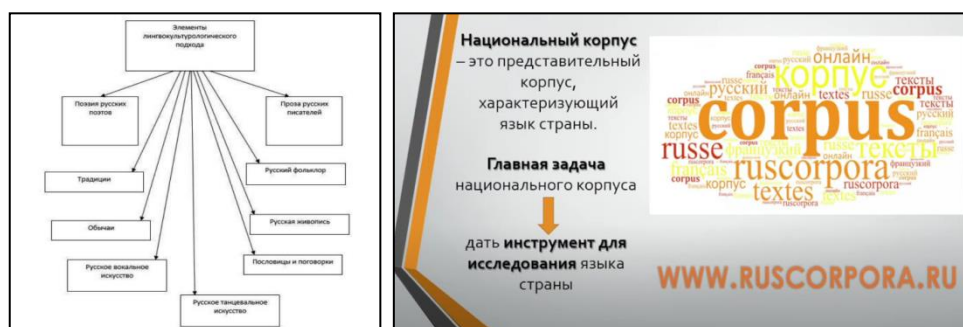 Элементы
лингвокультурологического
подхода
Поэзия русских
поэтов
Проза русских
писателей
Традиции
Русский фольклор
Обычаи
Русская живопись
Русское вокальное
искусство
Пословицы и поговорки
Русское танцевальное
искусство
Национальный корпус
– это представительный
корпус,
характеризующий
язык страны.
Главная задача
национального корпуса
дать инструмент для
исследования языка
страны
онлайн
корпус
русский
corpus
russe
тексты
français
ruscorpora
textes
корпус
ruscorpora
WWW.RUSCORPORA.RU